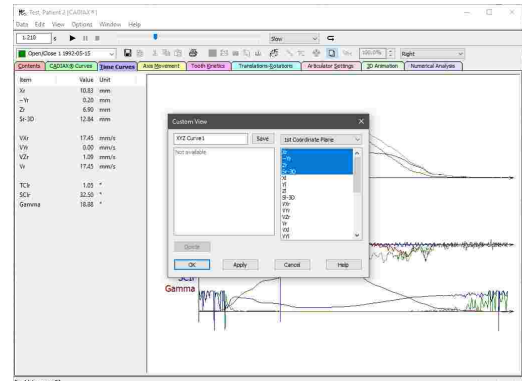 Test, Patient 2 (CADIAX®)
Data Edit View Options Window Help
1.210 s
Slow
Open/Close 1 1992-05-15
100.0%
Right
Contents
CADIAX® Curves
Time Curves
Axis Movement
Tooth Kinetics
Translations-Rotations
Articulator Settings
3D Animation
Numerical Analysis
Item Value Unit
Xr 10.83 mm
-Yr 0.20 mm
Zr 6.90 mm
Sr-3D 12.84 mm
VXr 17.45 mm/s
VYr 0.00 mm/s
VZr 1.09 mm/s
Vr 17.45 mm/s
TCIr 1.05 °
SCIr 32.50 °
Gamma 18.88 °
Custom View
XYZ Curve1
Save
1st Coordinate Plane
Not available
Xr
-Yr
Zr
Sr-3D
Xl
Yl
Zl
Sl-3D
VXr
VYr
VZr
Vr
VXl
VYl
Delete
OK
Apply
Cancel
Help
SCIr
Gamma